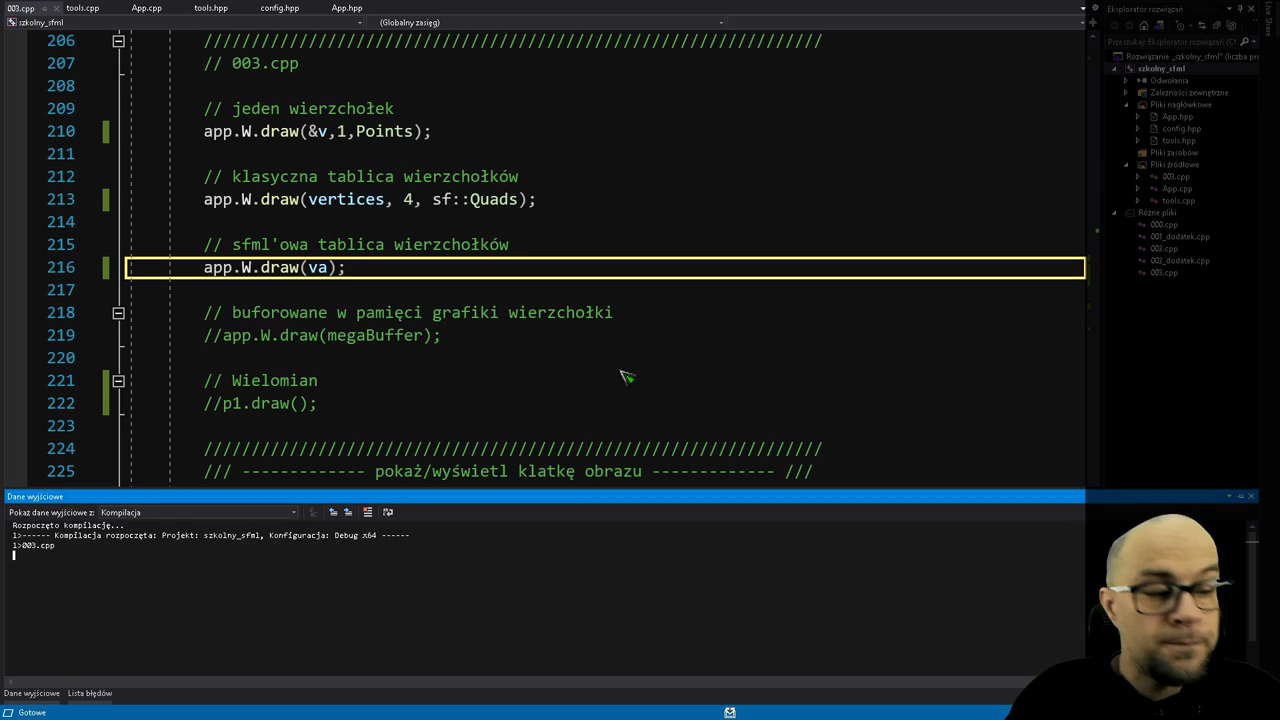 003.cpp
tools.cpp
App.cpp
tools.hpp
config.hpp
App.hpp
szkolny_sfml
(Globalny zasięg)
206 ////////////////////////////////////////////////////////////////
207 // 003.cpp
208
209 // jeden wierzchołek
210 app.W.draw(&v,1,Points);
211
212 // klasyczna tablica wierzchołków
213 app.W.draw(vertices, 4, sf::Quads);
214
215 // sfml'owa tablica wierzchołków
216 app.W.draw(va);
217
218 // buforowane w pamięci grafiki wierzchołki
219 //app.W.draw(megaBuffer);
220
221 // Wielomian
222 //p1.draw();
223
224 ////////////////////////////////////////////////////////////////
225 /// ------------- pokaż/wyświetl klatkę obrazu ------------- ///
Dane wyjściowe
Pokaż dane wyjściowe z: Kompilacja
Rozpoczęto kompilację...
1>------ Kompilacja rozpoczęta: Projekt: szkolny_sfml, Konfiguracja: Debug x64 ------
1>003.cpp
Dane wyjściowe Lista błędów
Gotowe
Eksplorator rozwiązań
Przeszukaj: Eksplorator rozwiązań (Ct
Rozwiązanie „szkolny_sfml" (liczba pro
szkolny_sfml
Odwołania
Zależności zewnętrzne
Pliki nagłówkowe
App.hpp
config.hpp
tools.hpp
Pliki zasobów
Pliki źródłowe
003.cpp
App.cpp
tools.cpp
Różne pliki
000.cpp
001_dodatek.cpp
002.cpp
002_dodatek.cpp
003.cpp
Live Share